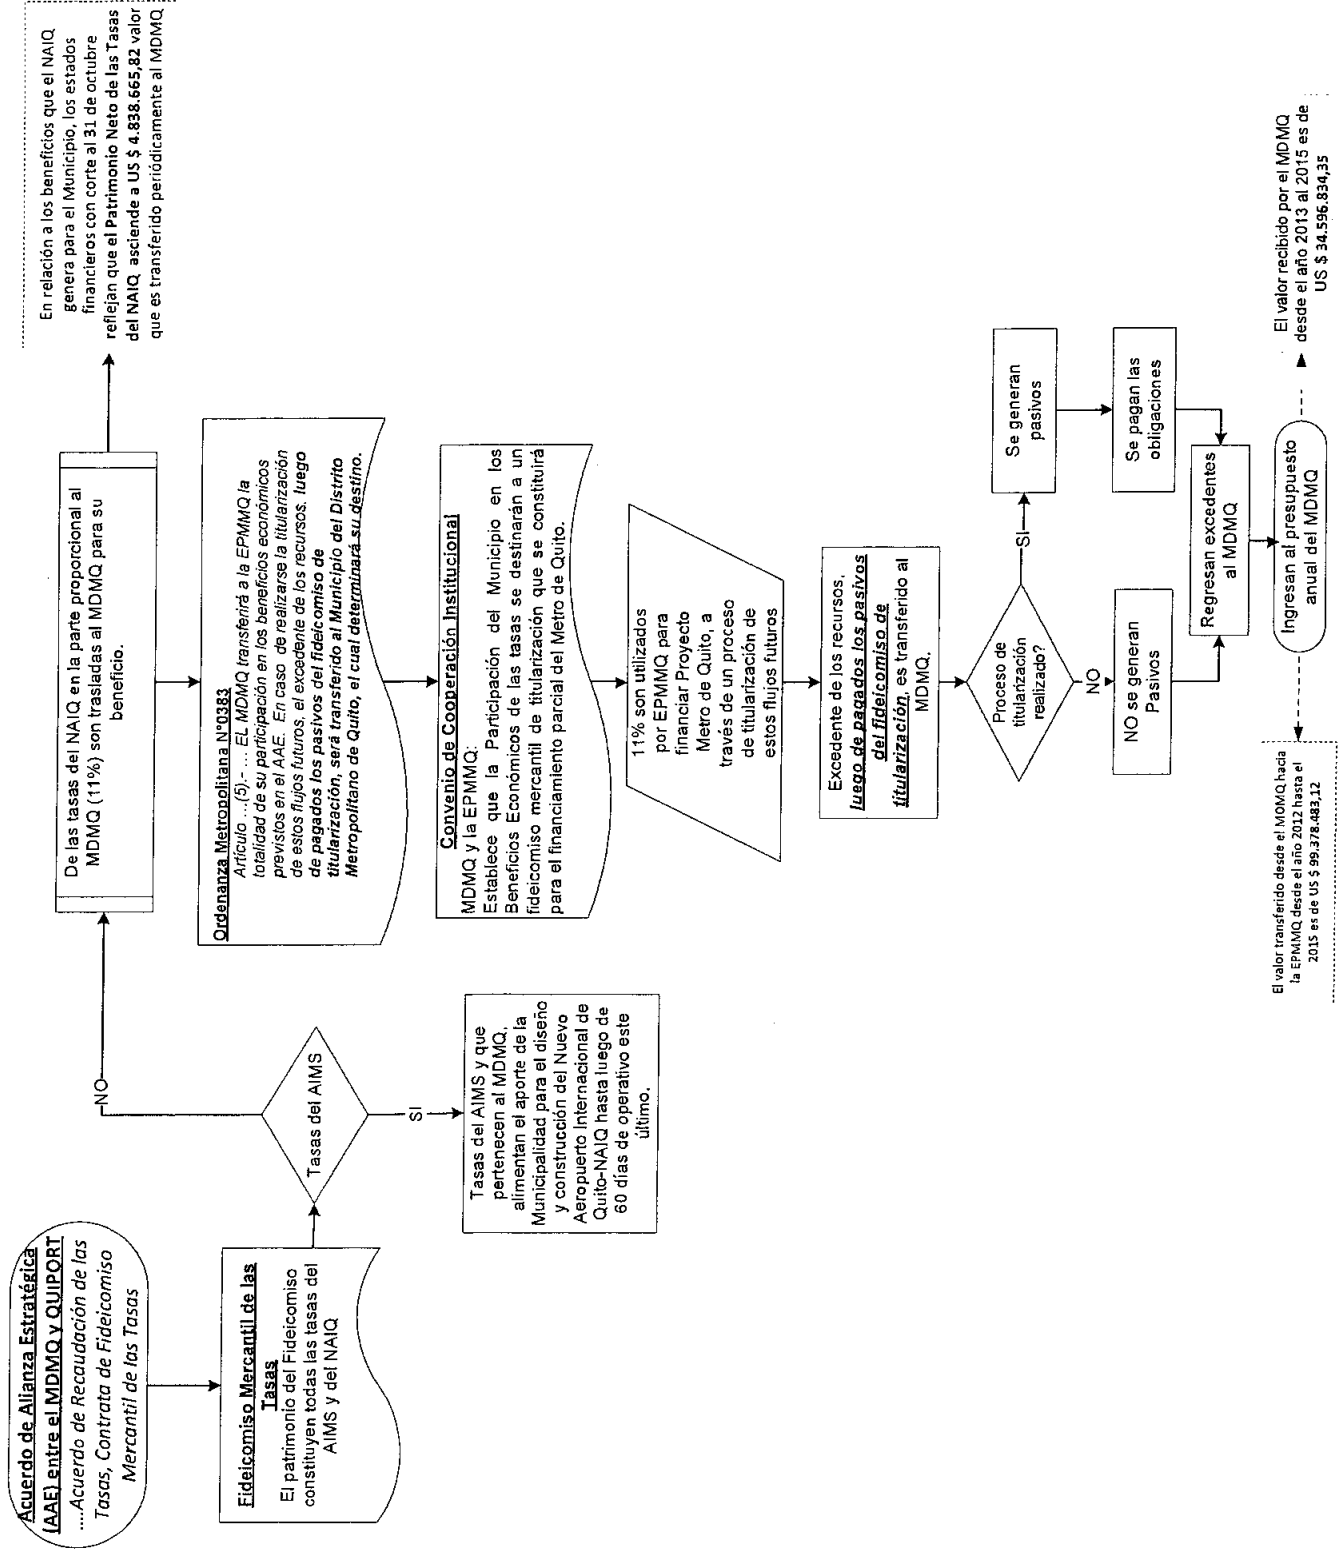 Acuerdo de Alianza Estratégica
(AAE) entre el MDMQ y QUIPORT
....Acuerdo de Recaudación de las
Tasas, Contrata de Fideicomiso
Mercantil de las Tasas
Fideicomiso Mercantil de las
Tasas
El patrimonio del Fideicomiso
constituyen todas las tasas del
AIMS y del NAIQ
Tasas del AIMS
NO
SI
Tasas del AIMS y que
pertenecen al MDMQ,
alimentan el aporte de la
Municipalidad para el diseño
y construcción del Nuevo
Aeropuerto Internacional de
Quito-NAIQ hasta luego de
60 días de operativo este
último.
De las tasas del NAIQ en la parte proporcional al
MDMQ (11%) son trasladas al MDMQ para su
beneficio.
En relación a los beneficios que el NAIQ
genera para el Municipio, los estados
financieros con corte al 31 de octubre
reflejan que el Patrimonio Neto de las Tasas
del NAIQ asciende a US $ 4.838.665,82 valor
que es transferido periódicamente al MDMQ
Ordenanza Metropolitana N°0383
Artículo ...(5).- ... EL MDMQ transferirá a la EPMMQ la
totalidad de su participación en los beneficios económicos
previstos en el AAE. En caso de realizarse la titularización
de estos flujos futuros, el excedente de los recursos, luego
de pagados los pasivos del fideicomiso de
titularización, será transferido al Municipio del Distrito
Metropolitano de Quito, el cual determinará su destino.
Convenio de Cooperación Institucional
MDMQ y la EPMMQ:
Establece que la Participación del Municipio en los
Beneficios Económicos de las tasas se destinarán a un
fideicomiso mercantil de titularización que se constituirá
para el financiamiento parcial del Metro de Quito.
11% son utilizados
por EPMMQ para
financiar Proyecto
Metro de Quito, a
través de un proceso
de titularización de
estos flujos futuros
Excedente de los recursos,
luego de pagados los pasivos
del fideicomiso de
titularización, es transferido al
MDMQ.
Proceso de
titularización
realizado?
SI
NO
Se generan
pasivos
NO se generan
Pasivos
Se pagan las
obligaciones
Regresan excedentes
al MDMQ
Ingresan al presupuesto
anual del MDMQ
El valor recibido por el MDMQ
desde el año 2013 al 2015 es de
US $ 34.596.834,35
El valor transferido desde el MDMQ hacia
la EPMMQ desde el año 2012 hasta el
2015 es de US $ 99.378.483,12